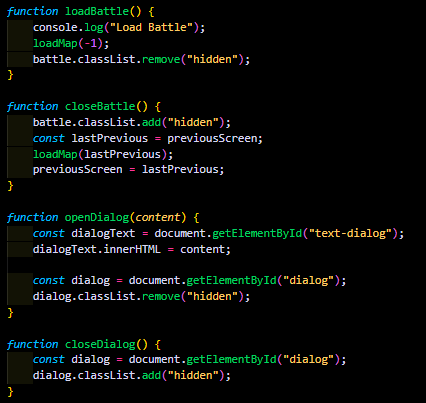 function loadBattle() {
    console.log("Load Battle");
    loadMap(-1);
    battle.classList.remove("hidden");
}

function closeBattle() {
    battle.classList.add("hidden");
    const lastPrevious = previousScreen;
    loadMap(lastPrevious);
    previousScreen = lastPrevious;
}

function openDialog(content) {
    const dialogText = document.getElementById("text-dialog");
    dialogText.innerHTML = content;

    const dialog = document.getElementById("dialog");
    dialog.classList.remove("hidden");
}

function closeDialog() {
    const dialog = document.getElementById("dialog");
    dialog.classList.add("hidden");
}